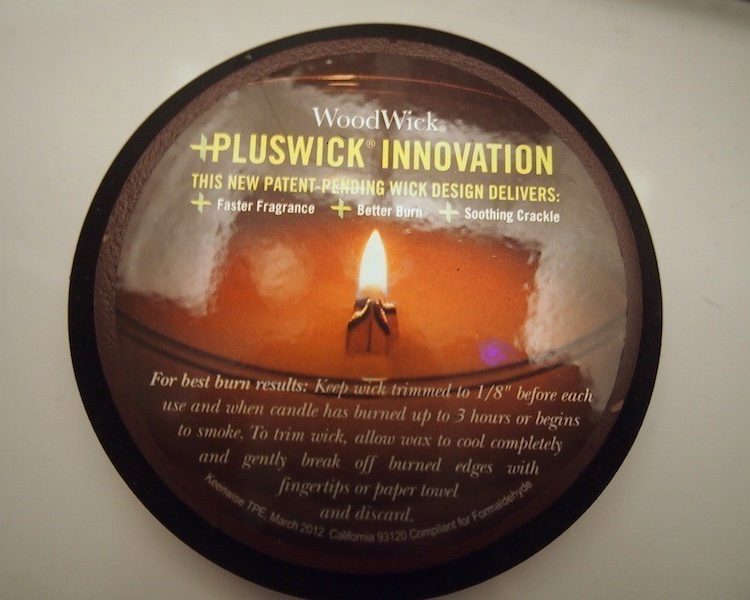 WoodWick®
+PLUSWICK® INNOVATION
THIS NEW PATENT-PENDING WICK DESIGN DELIVERS:
+ Faster Fragrance + Better Burn + Soothing Crackle
For best burn results: Keep wick trimmed to 1/8" before each
use and when candle has burned up to 3 hours or begins
to smoke. To trim wick, allow wax to cool completely
and gently break off burned edges with
fingertips or paper towel
and discard.
Keenwise TPE, March 2012 California 93120 Compliant for Formaldehyde